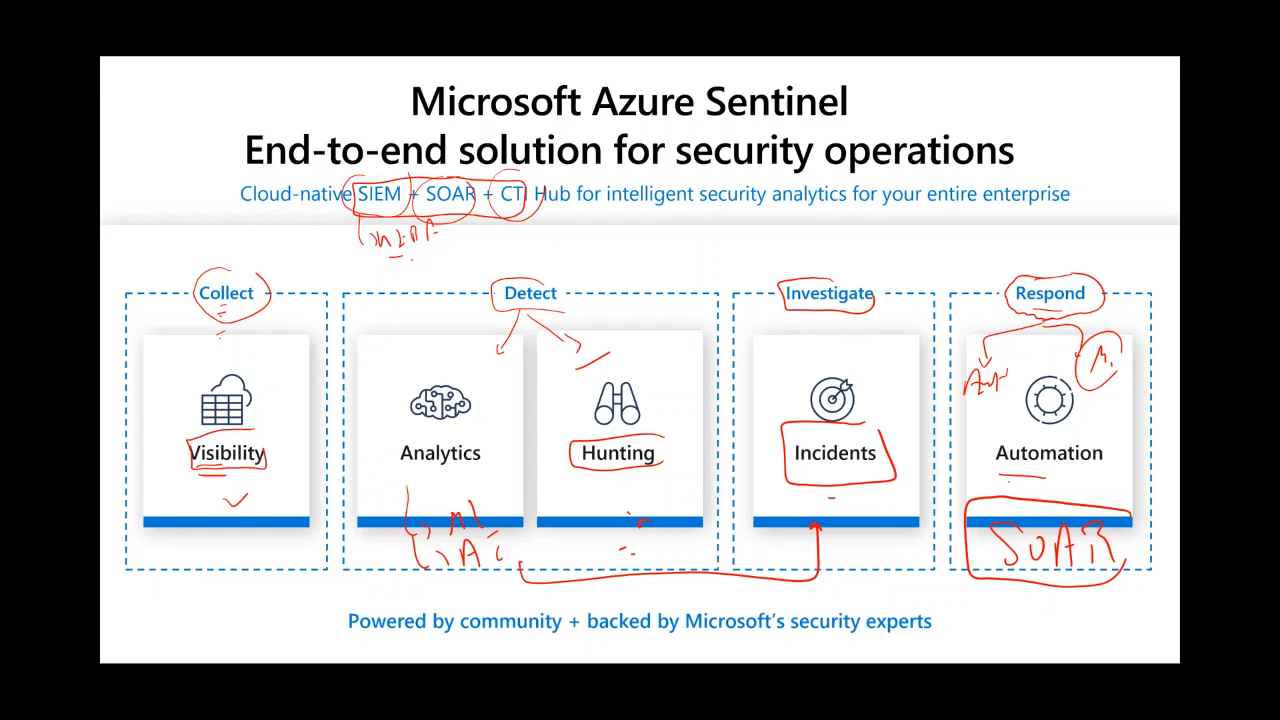 Microsoft Azure Sentinel
End-to-end solution for security operations
Cloud-native SIEM + SOAR + CTI Hub for intelligent security analytics for your entire enterprise
Collect
Detect
Investigate
Respond
Visibility
Analytics
Hunting
Incidents
Automation
SOAR
Powered by community + backed by Microsoft's security experts